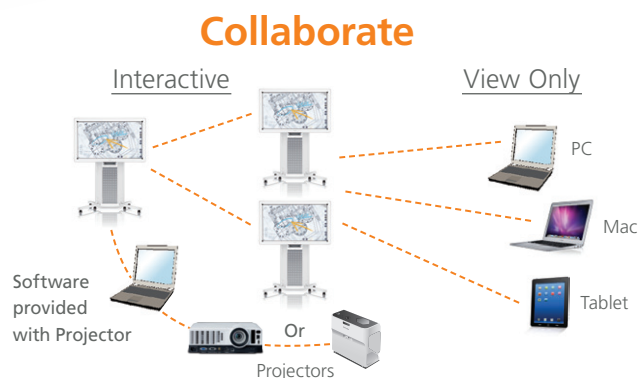 Collaborate
Interactive
View Only
PC
Mac
Tablet
Software
provided
with Projector
Or
Projectors